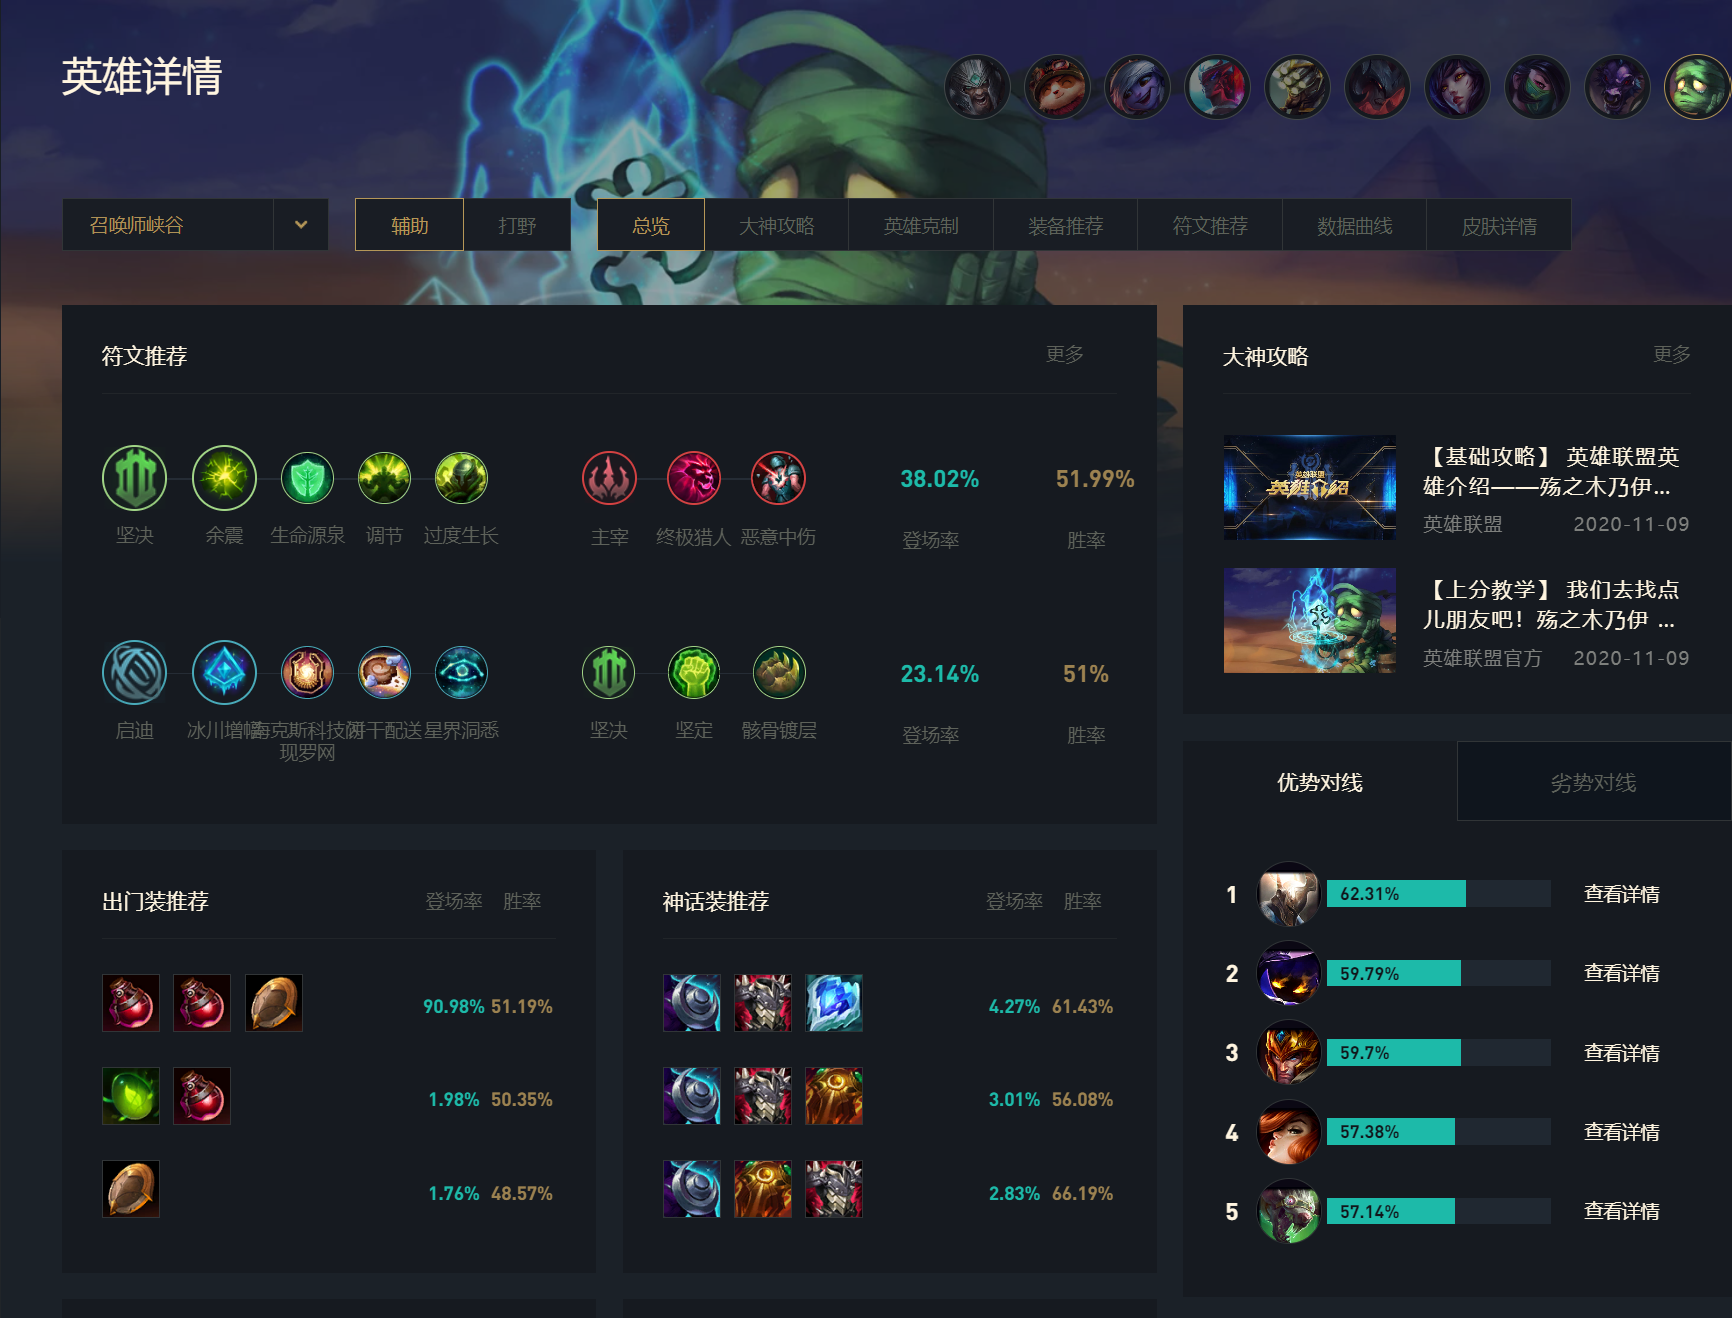 英雄详情
召唤师峡谷
辅助 打野
总览 大神攻略 英雄克制 装备推荐 符文推荐 数据曲线 皮肤详情
符文推荐 更多
坚决 余震 生命源泉 调节 过度生长
主宰 终极猎人 恶意中伤
38.02% 51.99%
登场率 胜率
启迪 冰川增幅 海克斯科技闪现罗网 饼干配送 星界洞悉
坚决 坚定 骸骨镀层
23.14% 51%
登场率 胜率
出门装推荐 登场率 胜率
90.98% 51.19%
1.98% 50.35%
1.76% 48.57%
神话装推荐 登场率 胜率
4.27% 61.43%
3.01% 56.08%
2.83% 66.19%
大神攻略 更多
英雄联盟
英雄介绍
【基础攻略】 英雄联盟英
雄介绍——殇之木乃伊...
英雄联盟 2020-11-09
【上分教学】 我们去找点
儿朋友吧！殇之木乃伊 ...
英雄联盟官方 2020-11-09
优势对线 劣势对线
1 62.31% 查看详情
2 59.79% 查看详情
3 59.7% 查看详情
4 57.38% 查看详情
5 57.14% 查看详情